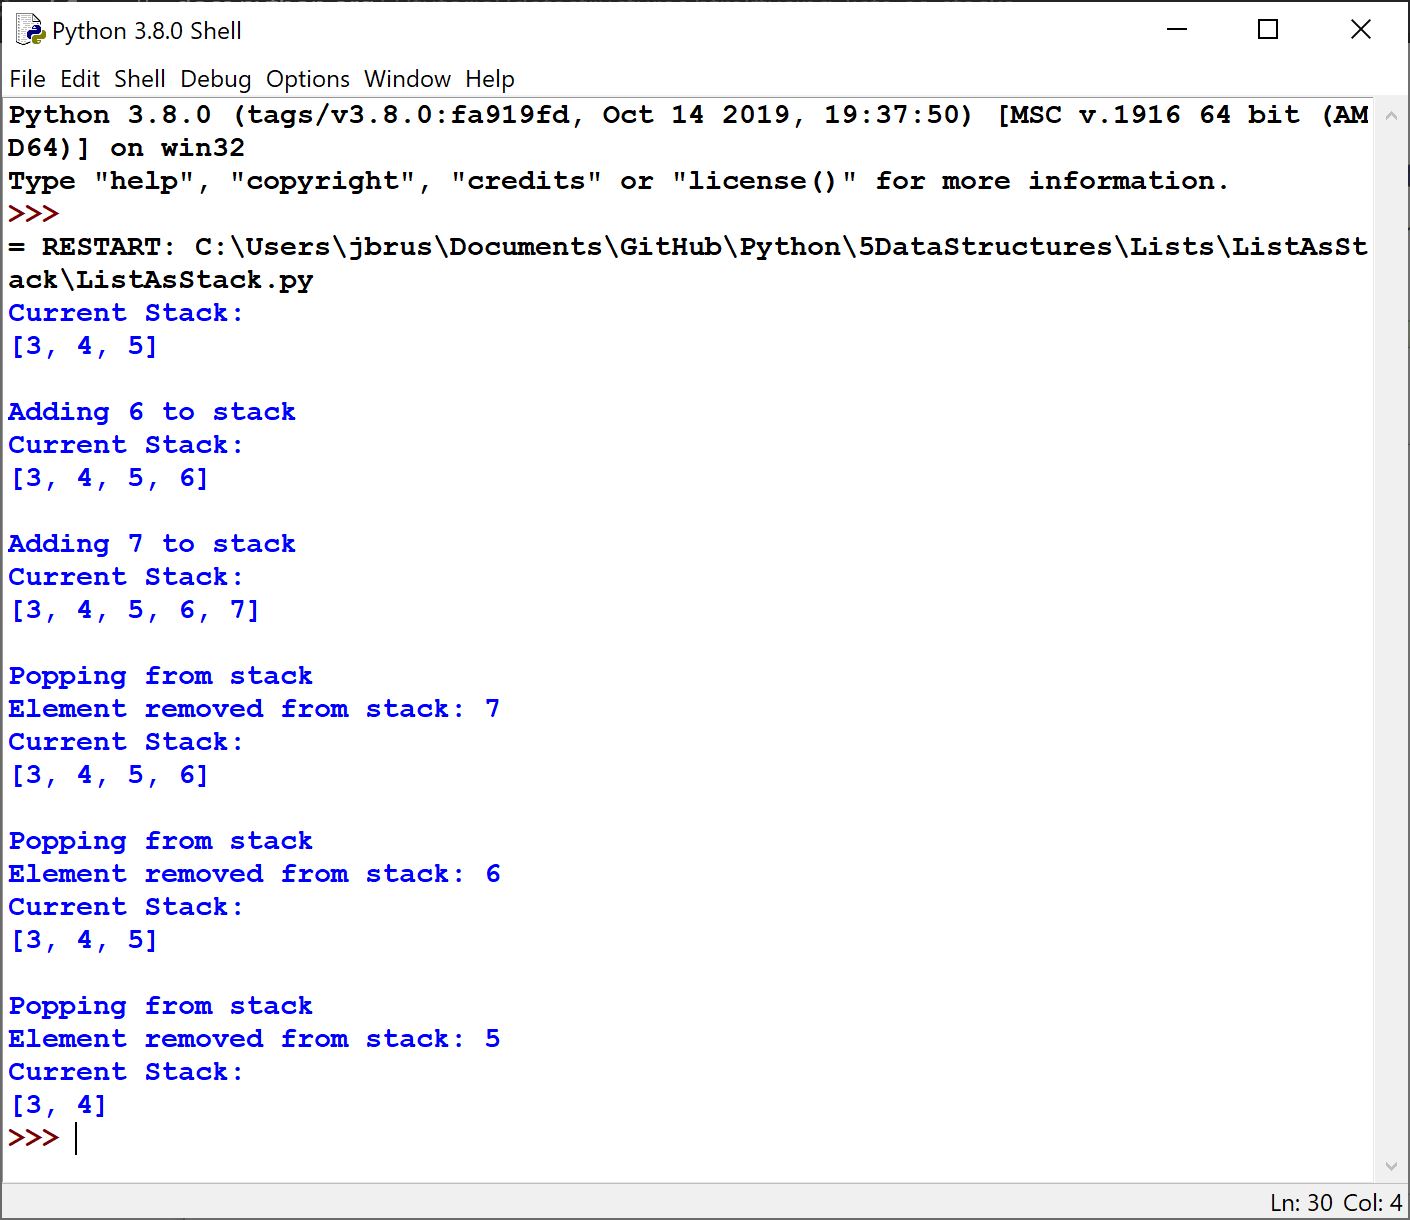 Python 3.8.0 Shell
File Edit Shell Debug Options Window Help
Python 3.8.0 (tags/v3.8.0:fa919fd, Oct 14 2019, 19:37:50) [MSC v.1916 64 bit (AM
D64)] on win32
Type "help", "copyright", "credits" or "license()" for more information.
>>>
= RESTART: C:\Users\jbrus\Documents\GitHub\Python\5DataStructures\Lists\ListAsSt
ack\ListAsStack.py
Current Stack:
[3, 4, 5]

Adding 6 to stack
Current Stack:
[3, 4, 5, 6]

Adding 7 to stack
Current Stack:
[3, 4, 5, 6, 7]

Popping from stack
Element removed from stack: 7
Current Stack:
[3, 4, 5, 6]

Popping from stack
Element removed from stack: 6
Current Stack:
[3, 4, 5]

Popping from stack
Element removed from stack: 5
Current Stack:
[3, 4]
>>>
Ln: 30 Col: 4